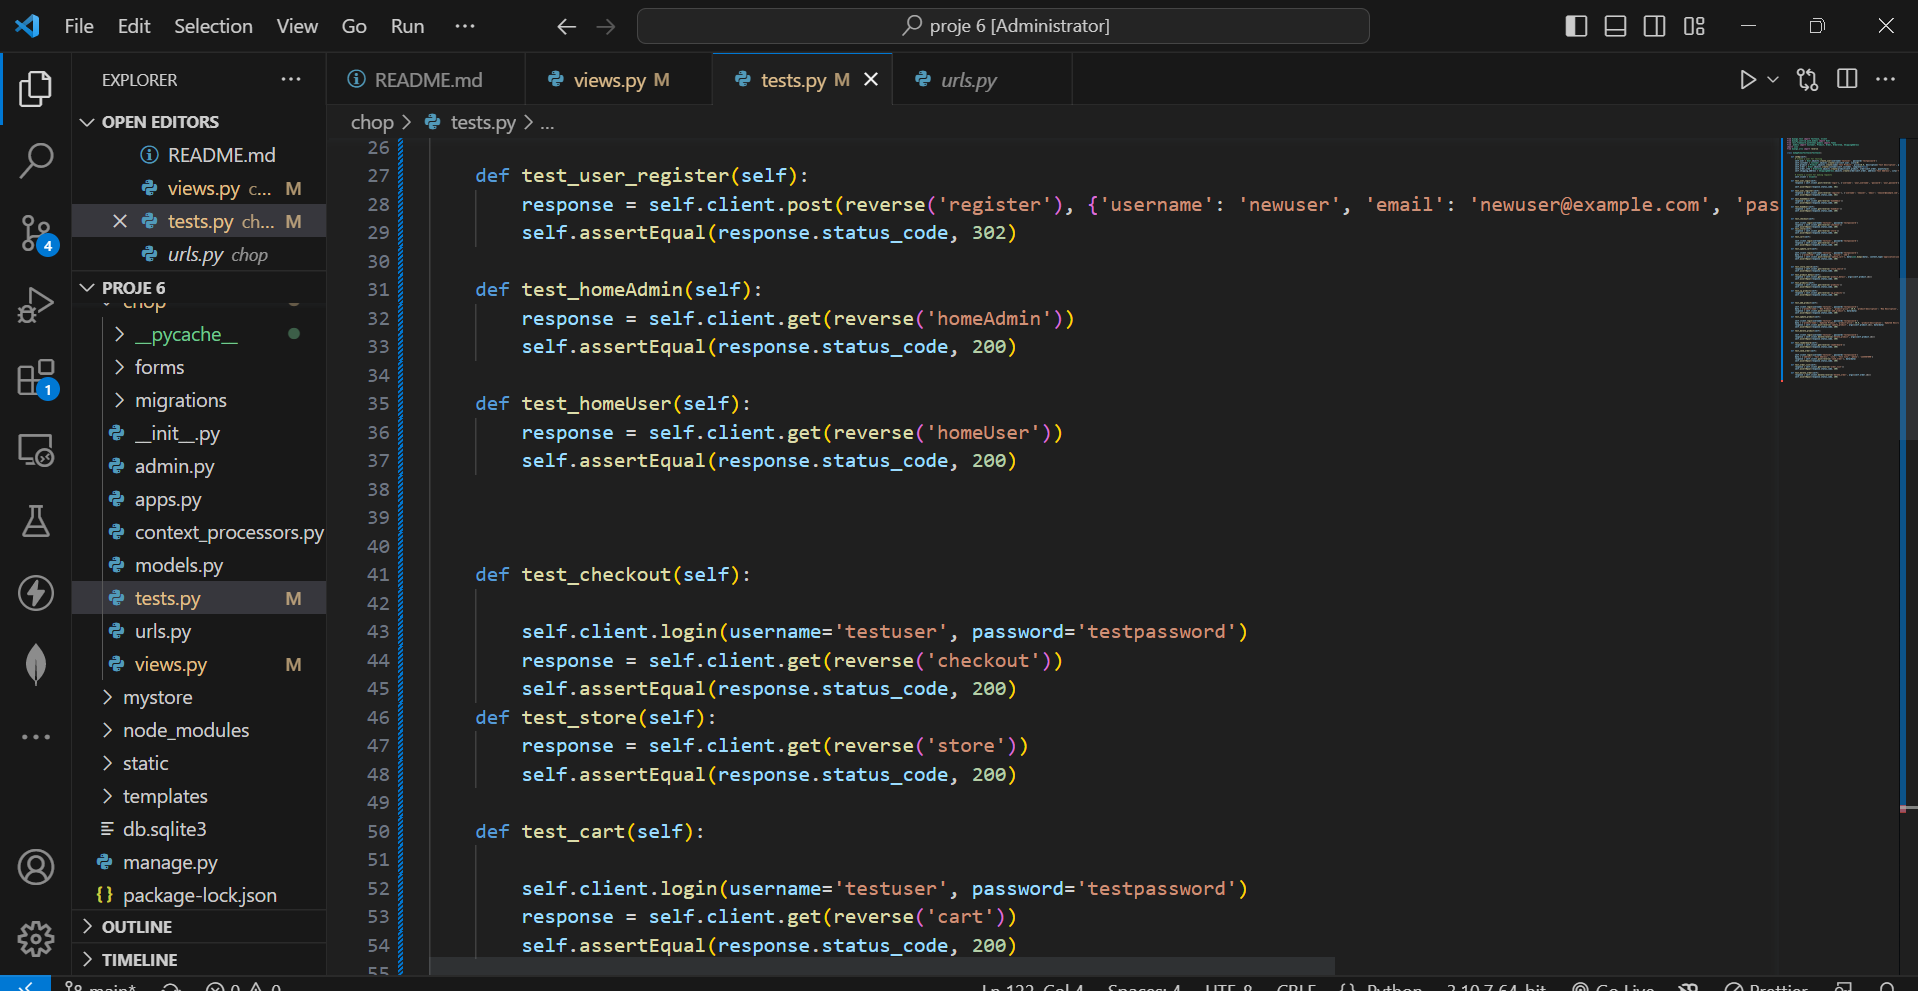 File Edit Selection View Go Run ··· proje 6 [Administrator]
EXPLORER ···
OPEN EDITORS
README.md
views.py c... M
tests.py ch... M
urls.py chop
PROJE 6
chop
__pycache__
forms
migrations
__init__.py
admin.py
apps.py
context_processors.py
models.py
tests.py M
urls.py
views.py M
mystore
node_modules
static
templates
db.sqlite3
manage.py
package-lock.json
OUTLINE
TIMELINE
4
1
README.md views.py M tests.py M urls.py
chop > tests.py > ...
26
27 def test_user_register(self):
28 response = self.client.post(reverse('register'), {'username': 'newuser', 'email': 'newuser@example.com', 'pas
29 self.assertEqual(response.status_code, 302)
30
31 def test_homeAdmin(self):
32 response = self.client.get(reverse('homeAdmin'))
33 self.assertEqual(response.status_code, 200)
34
35 def test_homeUser(self):
36 response = self.client.get(reverse('homeUser'))
37 self.assertEqual(response.status_code, 200)
38
39
40
41 def test_checkout(self):
42
43 self.client.login(username='testuser', password='testpassword')
44 response = self.client.get(reverse('checkout'))
45 self.assertEqual(response.status_code, 200)
46 def test_store(self):
47 response = self.client.get(reverse('store'))
48 self.assertEqual(response.status_code, 200)
49
50 def test_cart(self):
51
52 self.client.login(username='testuser', password='testpassword')
53 response = self.client.get(reverse('cart'))
54 self.assertEqual(response.status_code, 200)
55
main* 0 0 Ln 122, Col 4 Spaces: 4 UTF-8 CRLF {} Python 3.10.7 64-bit Go Live Prettier